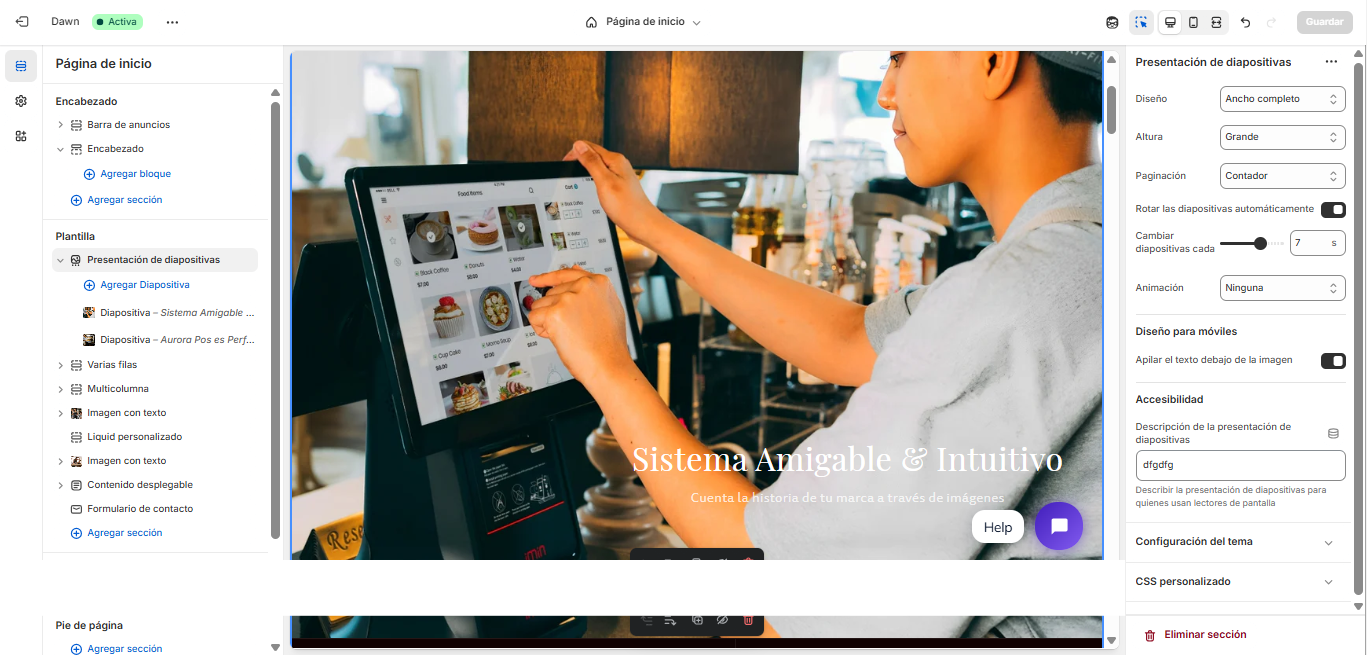 Dawn
Activa
Página de inicio
Guardar
Página de inicio
Encabezado
Barra de anuncios
Encabezado
Agregar bloque
Agregar sección
Plantilla
Presentación de diapositivas
Agregar Diapositiva
Diapositiva – Sistema Amigable ...
Diapositiva – Aurora Pos es Perf...
Varias filas
Multicolumna
Imagen con texto
Liquid personalizado
Imagen con texto
Contenido desplegable
Formulario de contacto
Agregar sección
Pie de página
Agregar sección
Food Items
Cart
Black Coffee
$7.00
Donuts
$8.00
Water
$4.00
Cup Cake
Sistema Amigable & Intuitivo
Cuenta la historia de tu marca a través de imágenes
Help
Rese
Presentación de diapositivas
Diseño
Ancho completo
Altura
Grande
Paginación
Contador
Rotar las diapositivas automáticamente
Cambiar
diapositivas cada
7 s
Animación
Ninguna
Diseño para móviles
Apilar el texto debajo de la imagen
Accesibilidad
Descripción de la presentación de
diapositivas
dfgdfg
Describir la presentación de diapositivas para
quienes usan lectores de pantalla
Configuración del tema
CSS personalizado
Eliminar sección